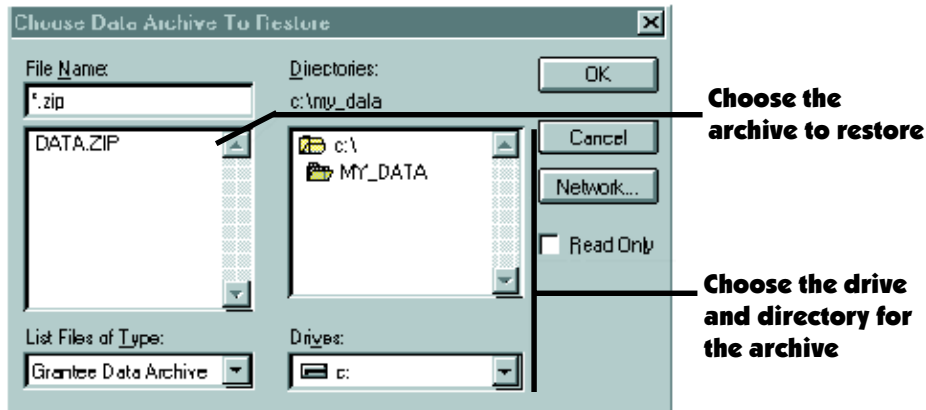 Choose Data Archive To Restore
File Name:
*.zip
DATA.ZIP
List Files of Type:
Grantee Data Archive
Directories:
c:\my_data
c:\
MY_DATA
Drives:
c:
OK
Cancel
Network...
Read Only
Choose the
archive to restore
Choose the drive
and directory for
the archive